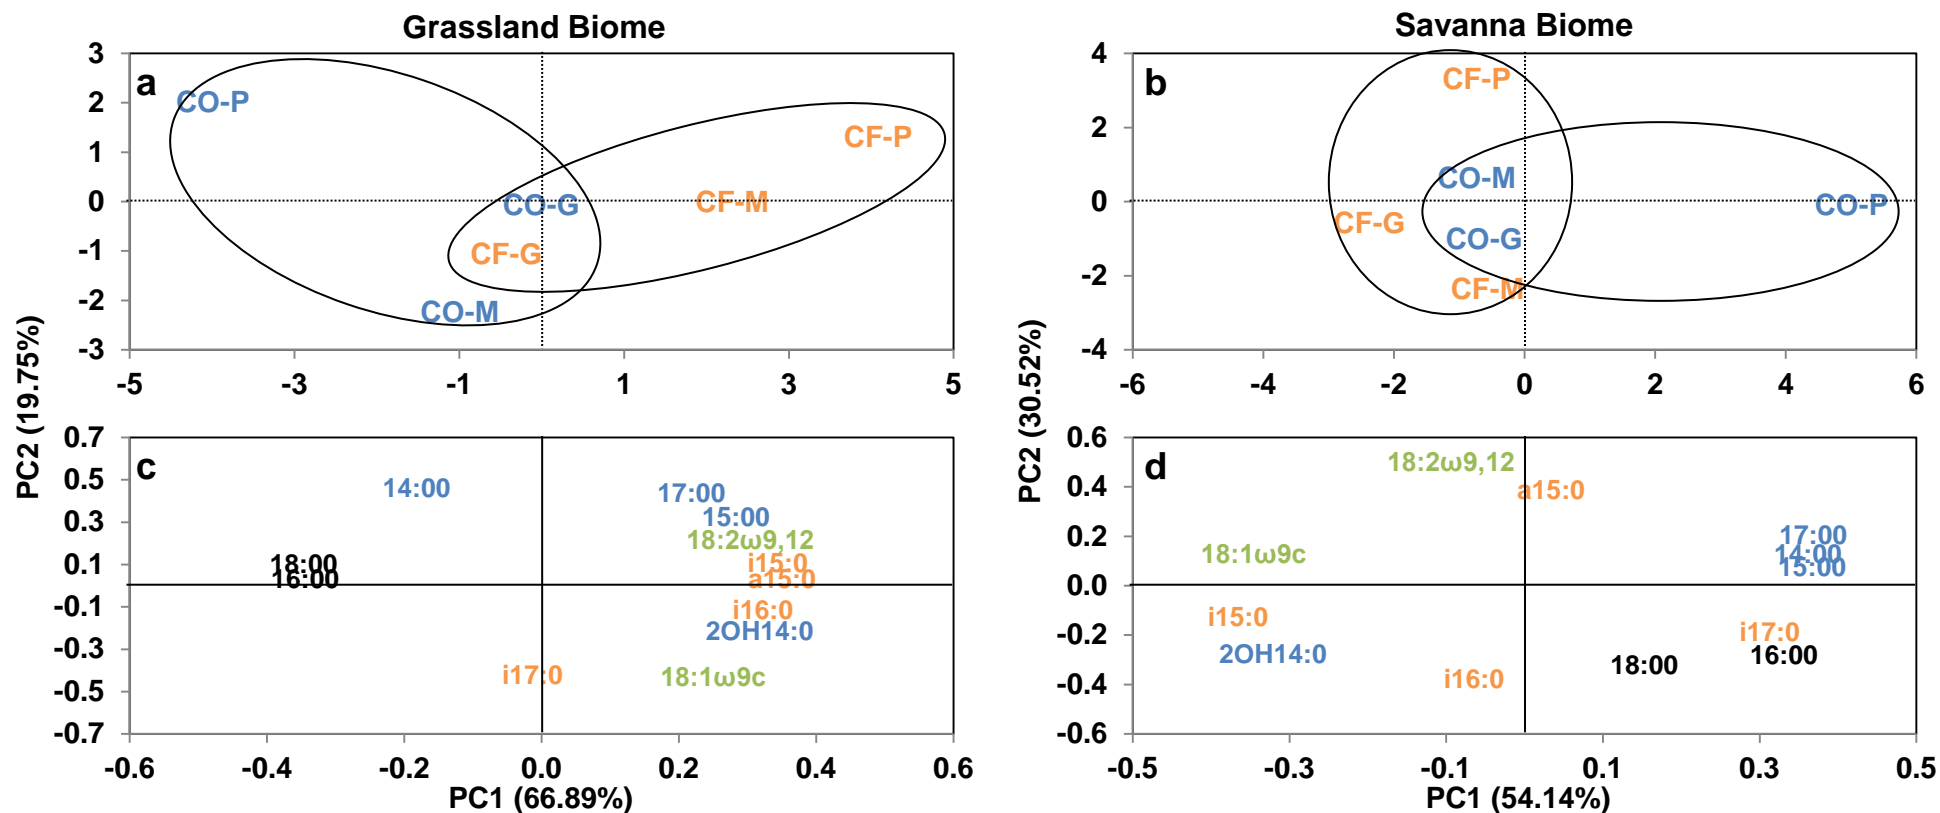 Grassland Biome
a
3
2
1
0
-1
-2
-3
CO-P
CF-P
CO-G
CF-M
CF-G
CO-M
-5
-3
-1
1
3
5
Savanna Biome
b
4
2
0
-2
-4
CF-P
CO-M
CO-P
CF-G
CO-G
CF-M
-6
-4
-2
0
2
4
6
PC2 (19.75%)
c
0.7
0.5
0.3
0.1
-0.1
-0.3
-0.5
-0.7
14:00
17:00
15:00
18:2ω9,12
18:00
i15:0
16:00
a15:0
i16:0
2OH14:0
i17:0
18:1ω9c
-0.6
-0.4
-0.2
0.0
0.2
0.4
0.6
PC1 (66.89%)
PC2 (30.52%)
d
0.6
0.4
0.2
0.0
-0.2
-0.4
-0.6
18:2ω9,12
a15:0
17:00
18:1ω9c
14:00
15:00
i15:0
i17:0
2OH14:0
16:00
18:00
i16:0
-0.5
-0.3
-0.1
0.1
0.3
0.5
PC1 (54.14%)